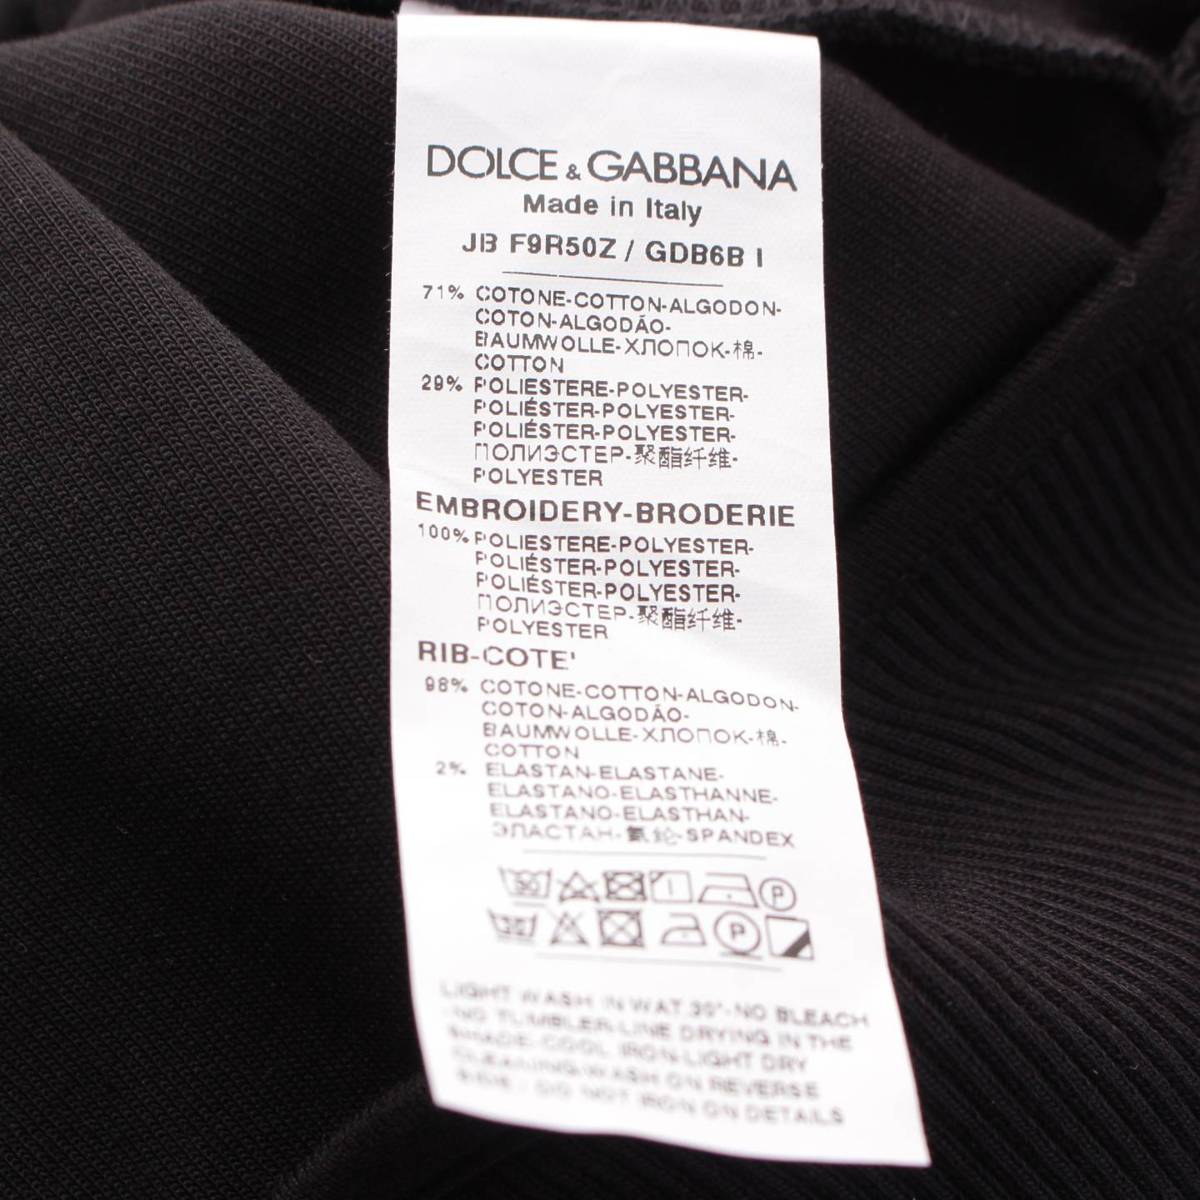 DOLCE & GABBANA
Made in Italy
JB F9R50Z / GDB6B I
71% COTONE-COTTON-ALGODON-
COTON-ALGODÃO-
BAUMWOLLE-ХЛОПОК-棉-
COTTON
29% POLIESTERE-POLYESTER-
POLIÉSTER-POLYESTER-
POLIÉSTER-POLYESTER-
ПОЛИЭСТЕР-聚酯纤维-
POLYESTER
EMBROIDERY-BRODERIE
100% POLIESTERE-POLYESTER-
POLIÉSTER-POLYESTER-
POLIÉSTER-POLYESTER-
ПОЛИЭСТЕР-聚酯纤维-
POLYESTER
RIB-COTE'
98% COTONE-COTTON-ALGODON-
COTON-ALGODÃO-
BAUMWOLLE-ХЛОПОК-棉-
COTTON
2% ELASTAN-ELASTANE-
ELASTANO-ELASTHANNE-
ELASTANO-ELASTHAN-
ЭЛАСТАН-氨纶-SPANDEX
30 P
30 P
LIGHT WASH IN WAT.30°-NO BLEACH
-NO TUMBLER-LINE DRYING IN THE
SHADE-COOL IRON-LIGHT DRY
CLEANING/WASH ON REVERSE
SIDE / DO NOT IRON ON DETAILS